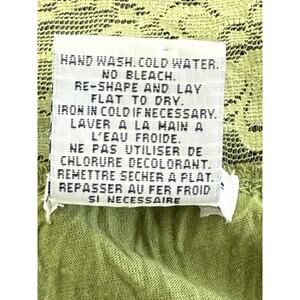 HAND WASH. COLD WATER.
NO BLEACH.
RE-SHAPE AND LAY
FLAT TO DRY.
IRON IN COLD IF NECESSARY.
LAVER A LA MAIN A
L'EAU FROIDE.
NE PAS UTILISER DE
CHLORURE DECOLORANT.
REMETTRE SECHER A PLAT.
REPASSER AU FER FROID
SI NECESSAIRE